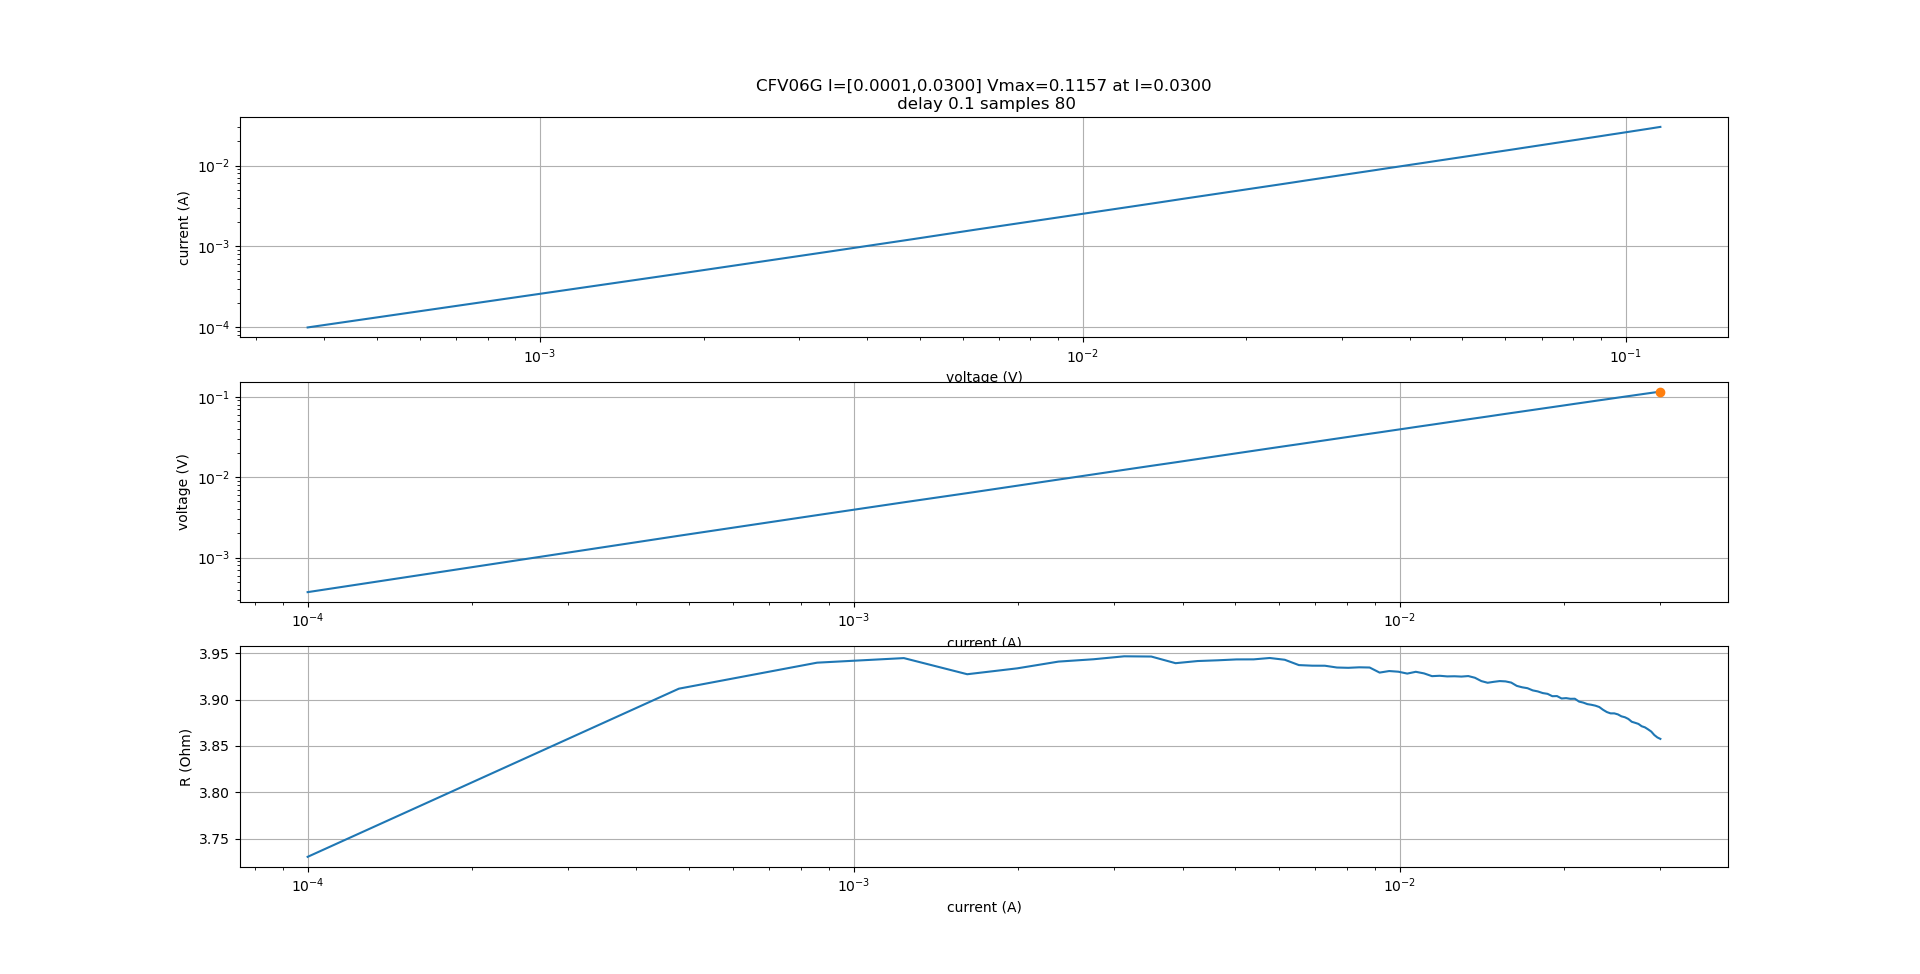 CFV06G I=[0.0001,0.0300] Vmax=0.1157 at I=0.0300
delay 0.1 samples 80
current (A)
10⁻²
10⁻³
10⁻⁴
10⁻³ 10⁻² 10⁻¹
voltage (V)
voltage (V)
10⁻¹
10⁻²
10⁻³
10⁻⁴ 10⁻³ 10⁻²
current (A)
R (Ohm)
3.95
3.90
3.85
3.80
3.75
10⁻⁴ 10⁻³ 10⁻²
current (A)